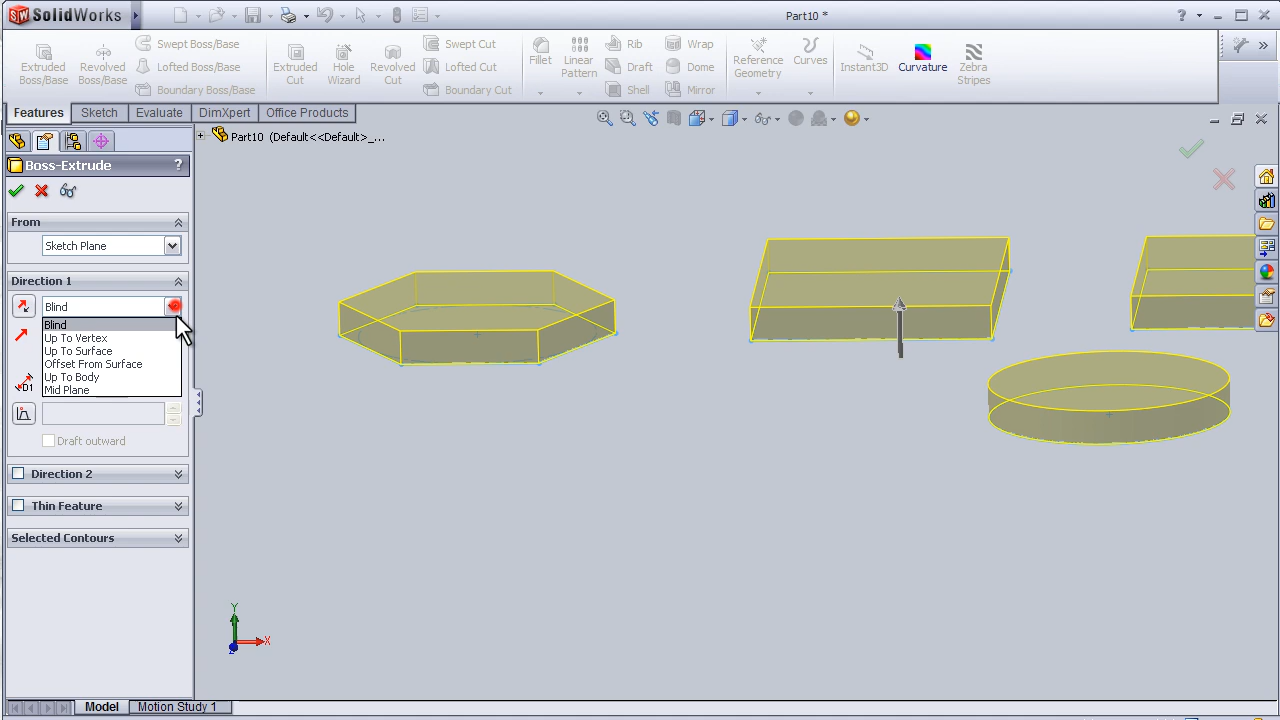 SolidWorks
Part10 *
?
Extruded Boss/Base
Revolved Boss/Base
Swept Boss/Base
Lofted Boss/Base
Boundary Boss/Base
Extruded Cut
Hole Wizard
Revolved Cut
Swept Cut
Lofted Cut
Boundary Cut
Fillet
Linear Pattern
Rib
Draft
Shell
Wrap
Dome
Mirror
Reference Geometry
Curves
Instant3D
Curvature
Zebra Stripes
Features
Sketch
Evaluate
DimXpert
Office Products
Part10 (Default<<Default>_...
Boss-Extrude
?
From
Sketch Plane
Direction 1
Blind
Blind
Up To Vertex
Up To Surface
Offset From Surface
Up To Body
Mid Plane
D1
Draft outward
Direction 2
Thin Feature
Selected Contours
Y
X
Z
Model
Motion Study 1